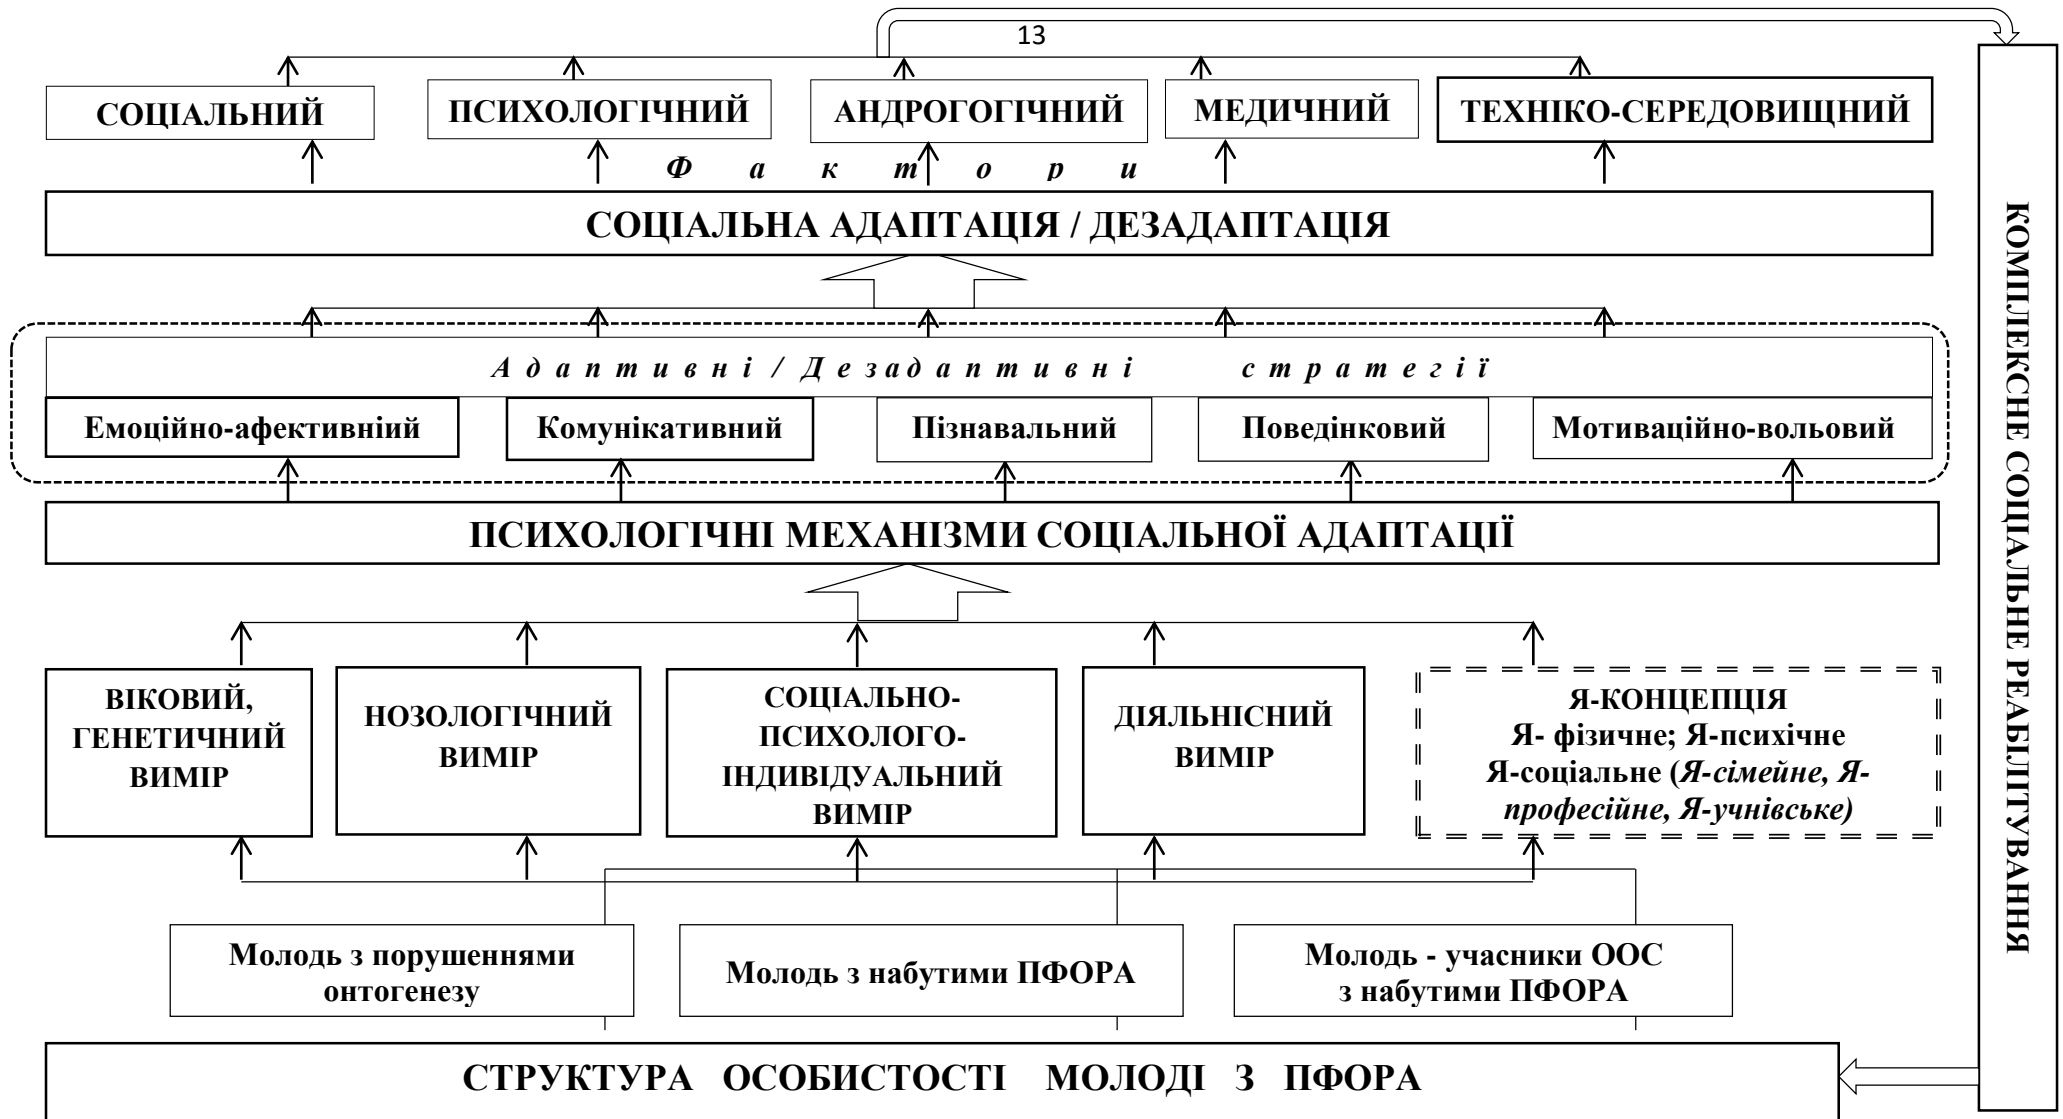 13
СОЦІАЛЬНИЙ
ПСИХОЛОГІЧНИЙ
АНДРОГОГІЧНИЙ
МЕДИЧНИЙ
ТЕХНІКО-СЕРЕДОВИЩНИЙ
Ф а к т о р и
СОЦІАЛЬНА АДАПТАЦІЯ / ДЕЗАДАПТАЦІЯ
А д а п т и в н і / Д е з а д а п т и в н і с т р а т е г і ї
Емоційно-афективніий
Комунікативний
Пізнавальний
Поведінковий
Мотиваційно-вольовий
ПСИХОЛОГІЧНІ МЕХАНІЗМИ СОЦІАЛЬНОЇ АДАПТАЦІЇ
ВІКОВИЙ,
ГЕНЕТИЧНИЙ
ВИМІР
НОЗОЛОГІЧНИЙ
ВИМІР
СОЦІАЛЬНО-
ПСИХОЛОГО-
ІНДИВІДУАЛЬНИЙ
ВИМІР
ДІЯЛЬНІСНИЙ
ВИМІР
Я-КОНЦЕПЦІЯ
Я- фізичне; Я-психічне
Я-соціальне (Я-сімейне, Я-
професійне, Я-учнівське)
Молодь з порушеннями
онтогенезу
Молодь з набутими ПФОРА
Молодь - учасники ООС
з набутими ПФОРА
СТРУКТУРА ОСОБИСТОСТІ МОЛОДІ З ПФОРА
КОМПЛЕКСНЕ СОЦІАЛЬНЕ РЕАБІЛІТУВАННЯ